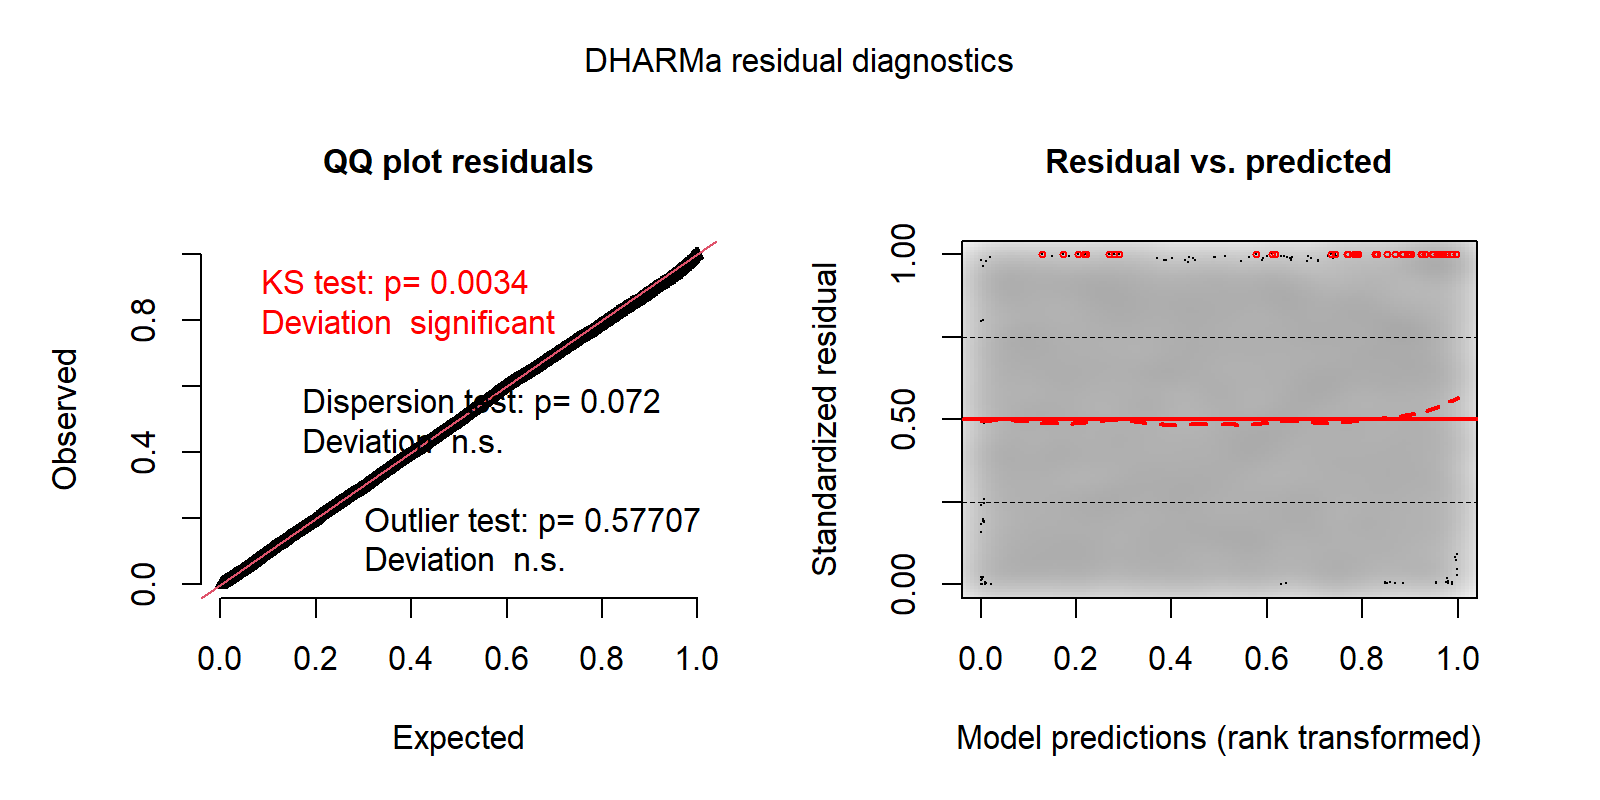 DHARMa residual diagnostics
QQ plot residuals
KS test: p= 0.0034
Deviation  significant
Dispersion test: p= 0.072
Deviation  n.s.
Outlier test: p= 0.57707
Deviation  n.s.
Observed
0.0
0.4
0.8
0.0 0.2 0.4 0.6 0.8 1.0
Expected
Residual vs. predicted
Standardized residual
0.00
0.50
1.00
0.0 0.2 0.4 0.6 0.8 1.0
Model predictions (rank transformed)